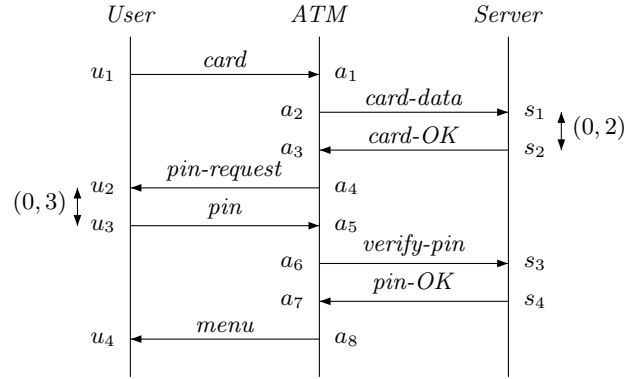 User ATM Server
card
u1 a1
card-data
a2 s1
(0, 2)
card-OK
a3 s2
pin-request
u2 a4
(0, 3)
pin
u3 a5
verify-pin
a6 s3
pin-OK
a7 s4
menu
u4 a8